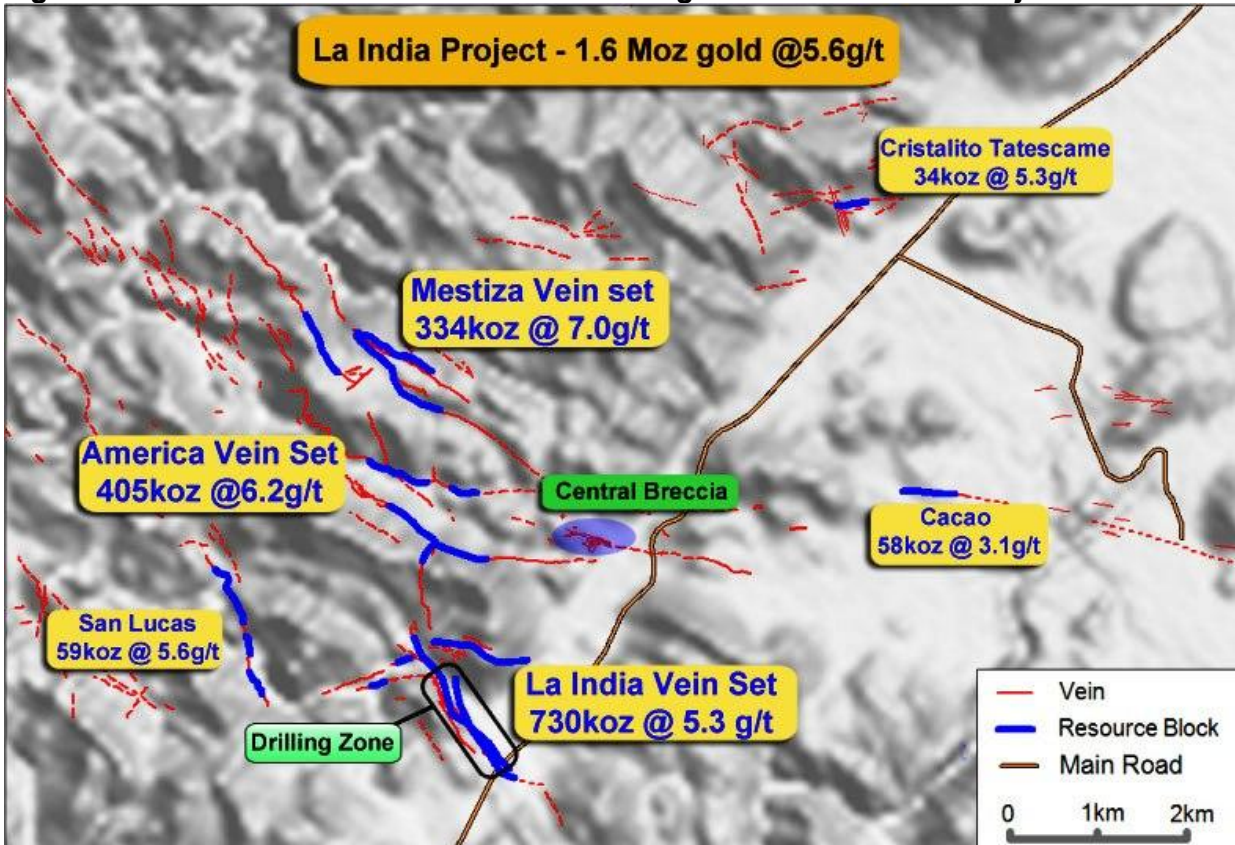 La India Project - 1.6 Moz gold @5.6g/t
Cristalito Tatescame
34koz @ 5.3g/t
Mestiza Vein set
334koz @ 7.0g/t
America Vein Set
405koz @6.2g/t
Central Breccia
Cacao
58koz @ 3.1g/t
San Lucas
59koz @ 5.6g/t
La India Vein Set
730koz @ 5.3 g/t
Drilling Zone
Vein
Resource Block
Main Road
0 1km 2km